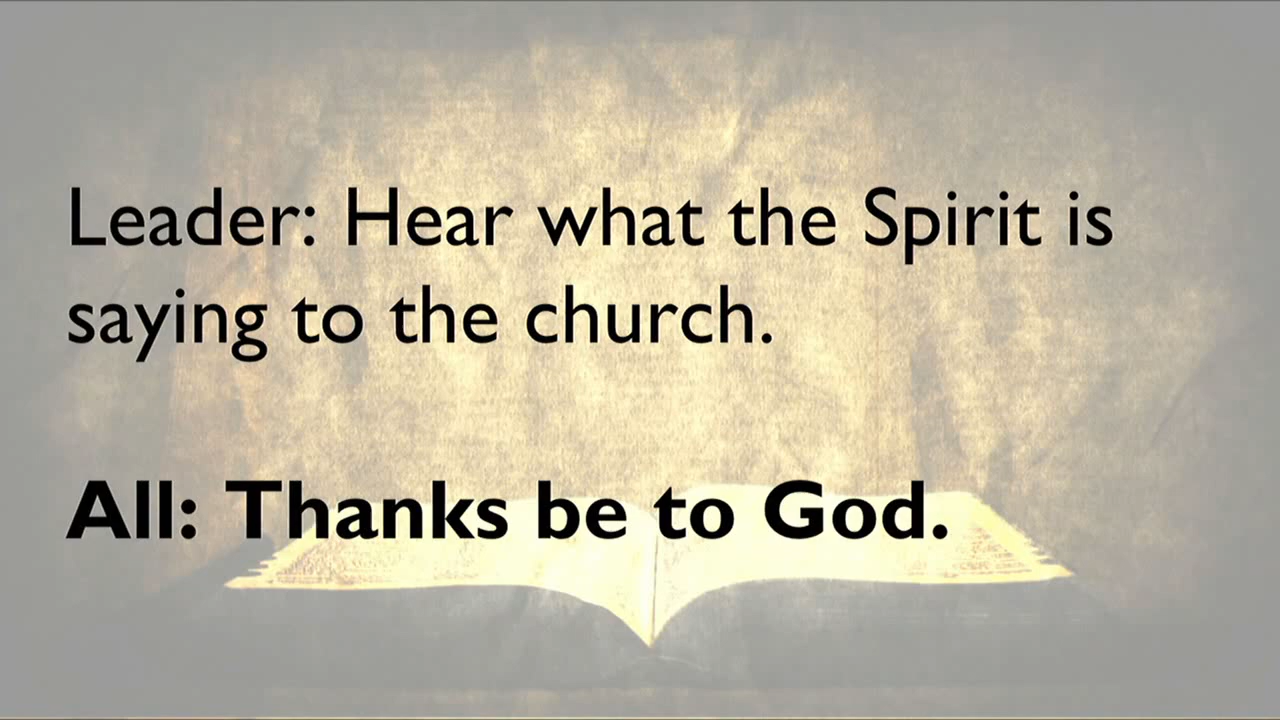 Leader: Hear what the Spirit is
saying to the church.
All: Thanks be to God.